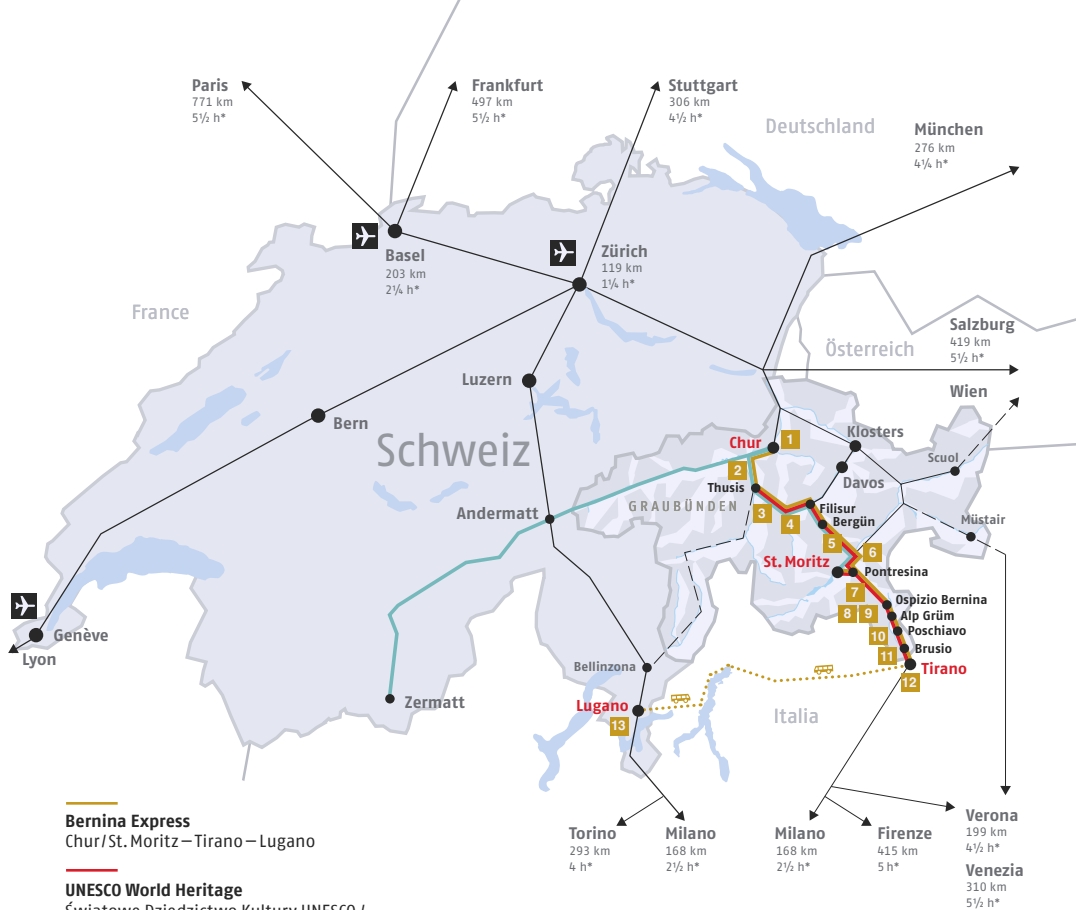 Paris
771 km
5½ h*
Frankfurt
497 km
5½ h*
Stuttgart
306 km
4½ h*
Deutschland
München
276 km
4¼ h*
Basel
203 km
2¼ h*
Zürich
119 km
1¼ h*
France
Österreich
Salzburg
419 km
5½ h*
Wien
Luzern
Bern
Schweiz
Chur
1
Klosters
Scuol
2
Davos
Thusis
GRAUBÜNDEN
Filisur
3
4
Bergün
Andermatt
Müstair
5
6
St. Moritz
Pontresina
7
Ospizio Bernina
8
9
Alp Grüm
10
Poschiavo
Genève
Lyon
11
Brusio
Bellinzona
Tirano
12
Zermatt
Lugano
13
Italia
Bernina Express
Chur/St. Moritz – Tirano – Lugano
Torino
293 km
4 h*
Milano
168 km
2½ h*
Milano
168 km
2½ h*
Firenze
415 km
5 h*
Verona
199 km
4½ h*
Venezia
310 km
5½ h*
UNESCO World Heritage
Światowe Dziedzictwo Kultury UNESCO /